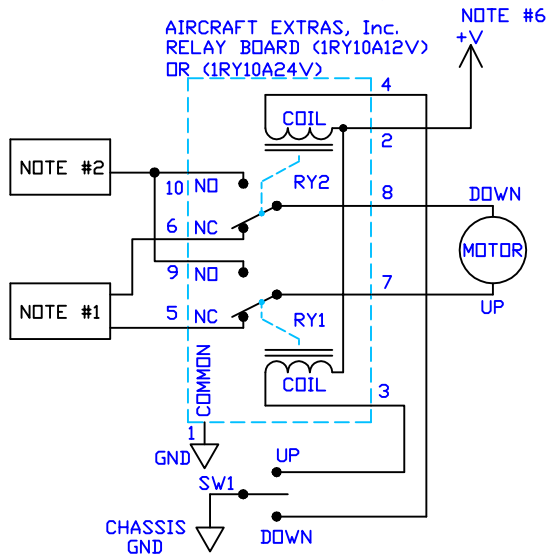 NOTE #6
+V
AIRCRAFT EXTRAS, Inc.
RELAY BOARD (1RY10A12V)
OR (1RY10A24V)
4
COIL
2
NOTE #2
10 NO
RY2
8
DOWN
6 NC
MOTOR
9 NO
7
NOTE #1
5 NC
RY1
UP
COMMON
COIL
3
1
GND
UP
SW1
CHASSIS
GND
DOWN